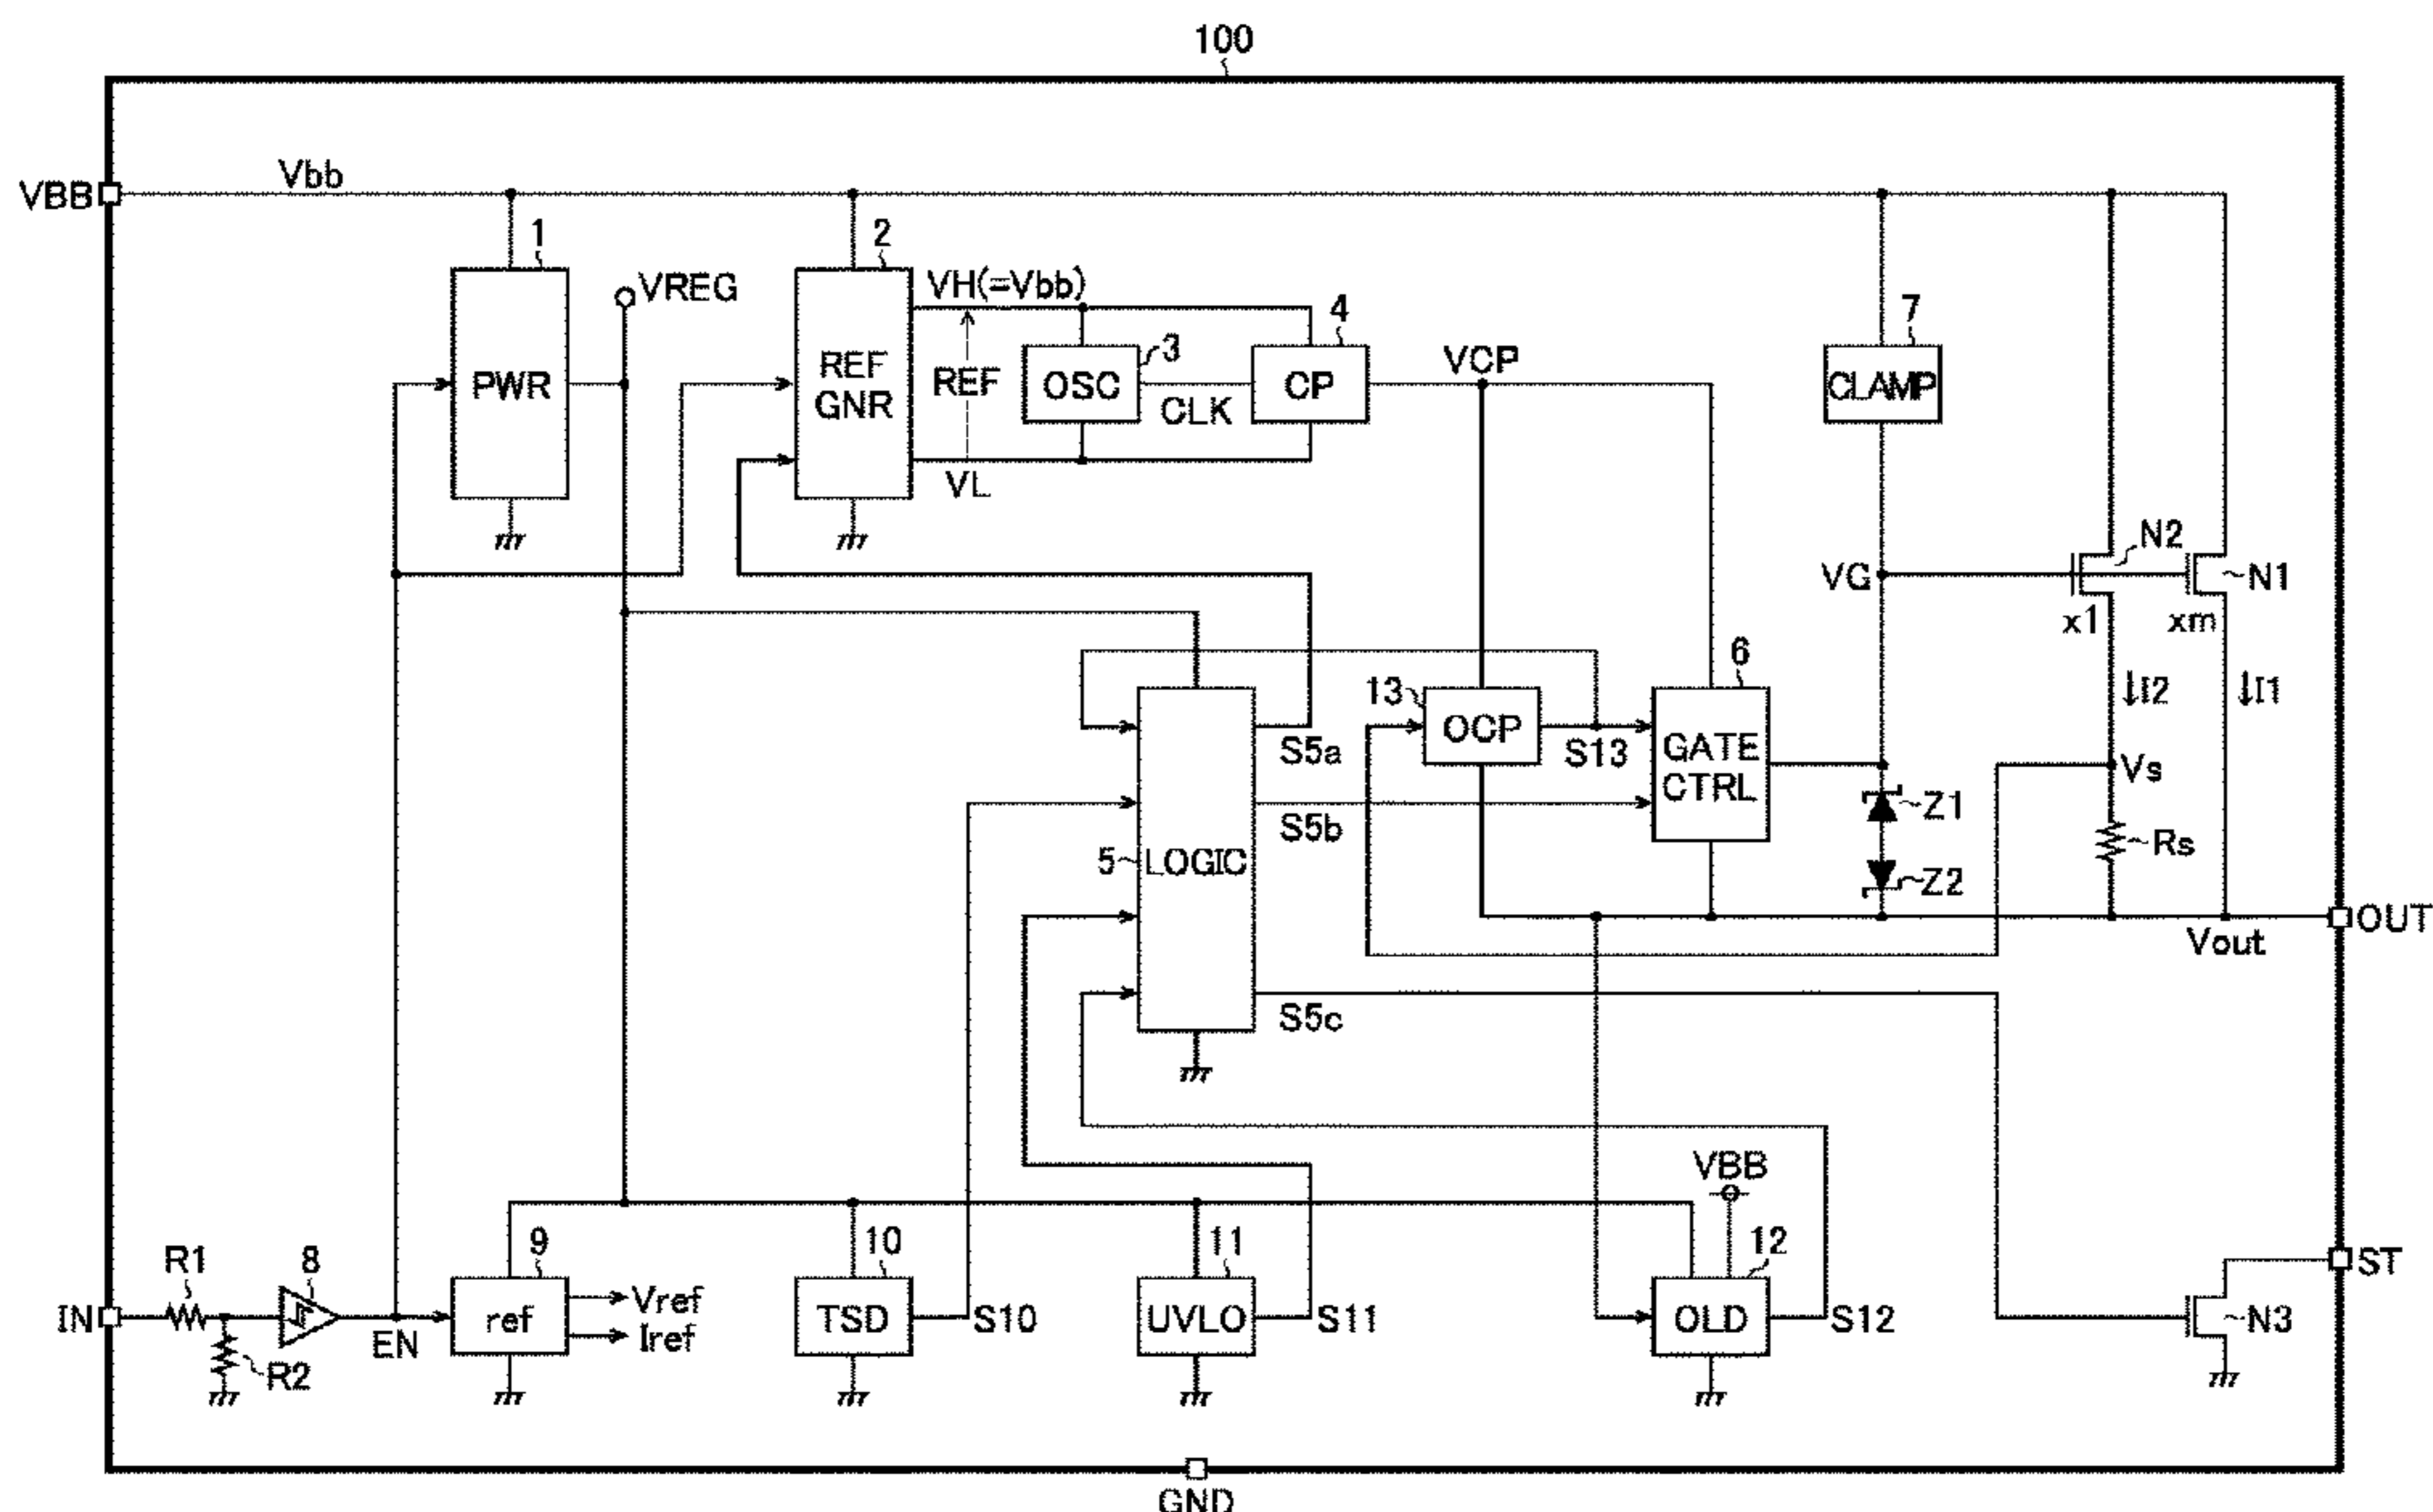 100
VBB
Vbb
1
2
VREG
VH(=Vbb)
4
7
3
PWR
REF
GNR
REF
OSC
CLK
CP
VCP
CLAMP
VL
N2
VG
N1
x1
xm
6
13
OCP
I2
I1
S5a
S13
GATE
CTRL
Vs
Z1
S5b
5
LOGIC
Rs
Z2
OUT
Vout
S5c
VBB
R1
8
9
10
11
12
ST
IN
EN
ref
Vref
Iref
TSD
S10
UVLO
S11
OLD
S12
N3
R2
GND